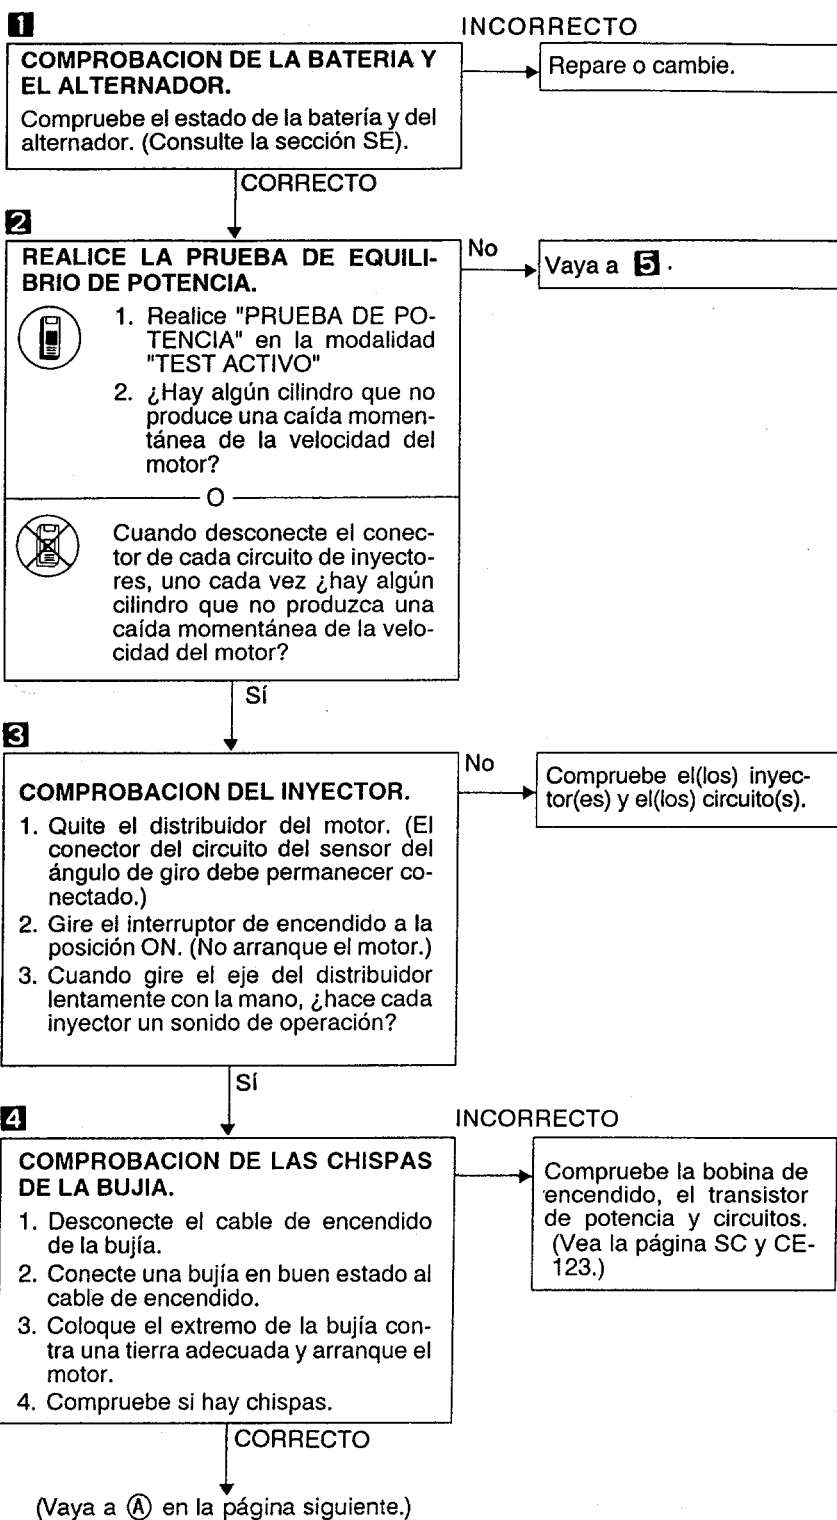 1
INCORRECTO
COMPROBACION DE LA BATERIA Y
EL ALTERNADOR.
Compruebe el estado de la batería y del
alternador. (Consulte la sección SE).
Repare o cambie.
CORRECTO
2
REALICE LA PRUEBA DE EQUILI-
BRIO DE POTENCIA.
1. Realice "PRUEBA DE PO-
TENCIA" en la modalidad
"TEST ACTIVO"
2. ¿Hay algún cilindro que no
produce una caída momen-
tánea de la velocidad del
motor?
No
Vaya a 5 .
O
Cuando desconecte el conec-
tor de cada circuito de inyecto-
res, uno cada vez ¿hay algún
cilindro que no produzca una
caída momentánea de la velo-
cidad del motor?
Sí
3
COMPROBACION DEL INYECTOR.
1. Quite el distribuidor del motor. (El
conector del circuito del sensor del
ángulo de giro debe permanecer co-
nectado.)
2. Gire el interruptor de encendido a la
posición ON. (No arranque el motor.)
3. Cuando gire el eje del distribuidor
lentamente con la mano, ¿hace cada
inyector un sonido de operación?
No
Compruebe el(los) inyec-
tor(es) y el(los) circuito(s).
Sí
4
INCORRECTO
COMPROBACION DE LAS CHISPAS
DE LA BUJIA.
1. Desconecte el cable de encendido
de la bujía.
2. Conecte una bujía en buen estado al
cable de encendido.
3. Coloque el extremo de la bujía con-
tra una tierra adecuada y arranque el
motor.
4. Compruebe si hay chispas.
Compruebe la bobina de
encendido, el transistor
de potencia y circuitos.
(Vea la página SC y CE-
123.)
CORRECTO
(Vaya a Ⓐ en la página siguiente.)